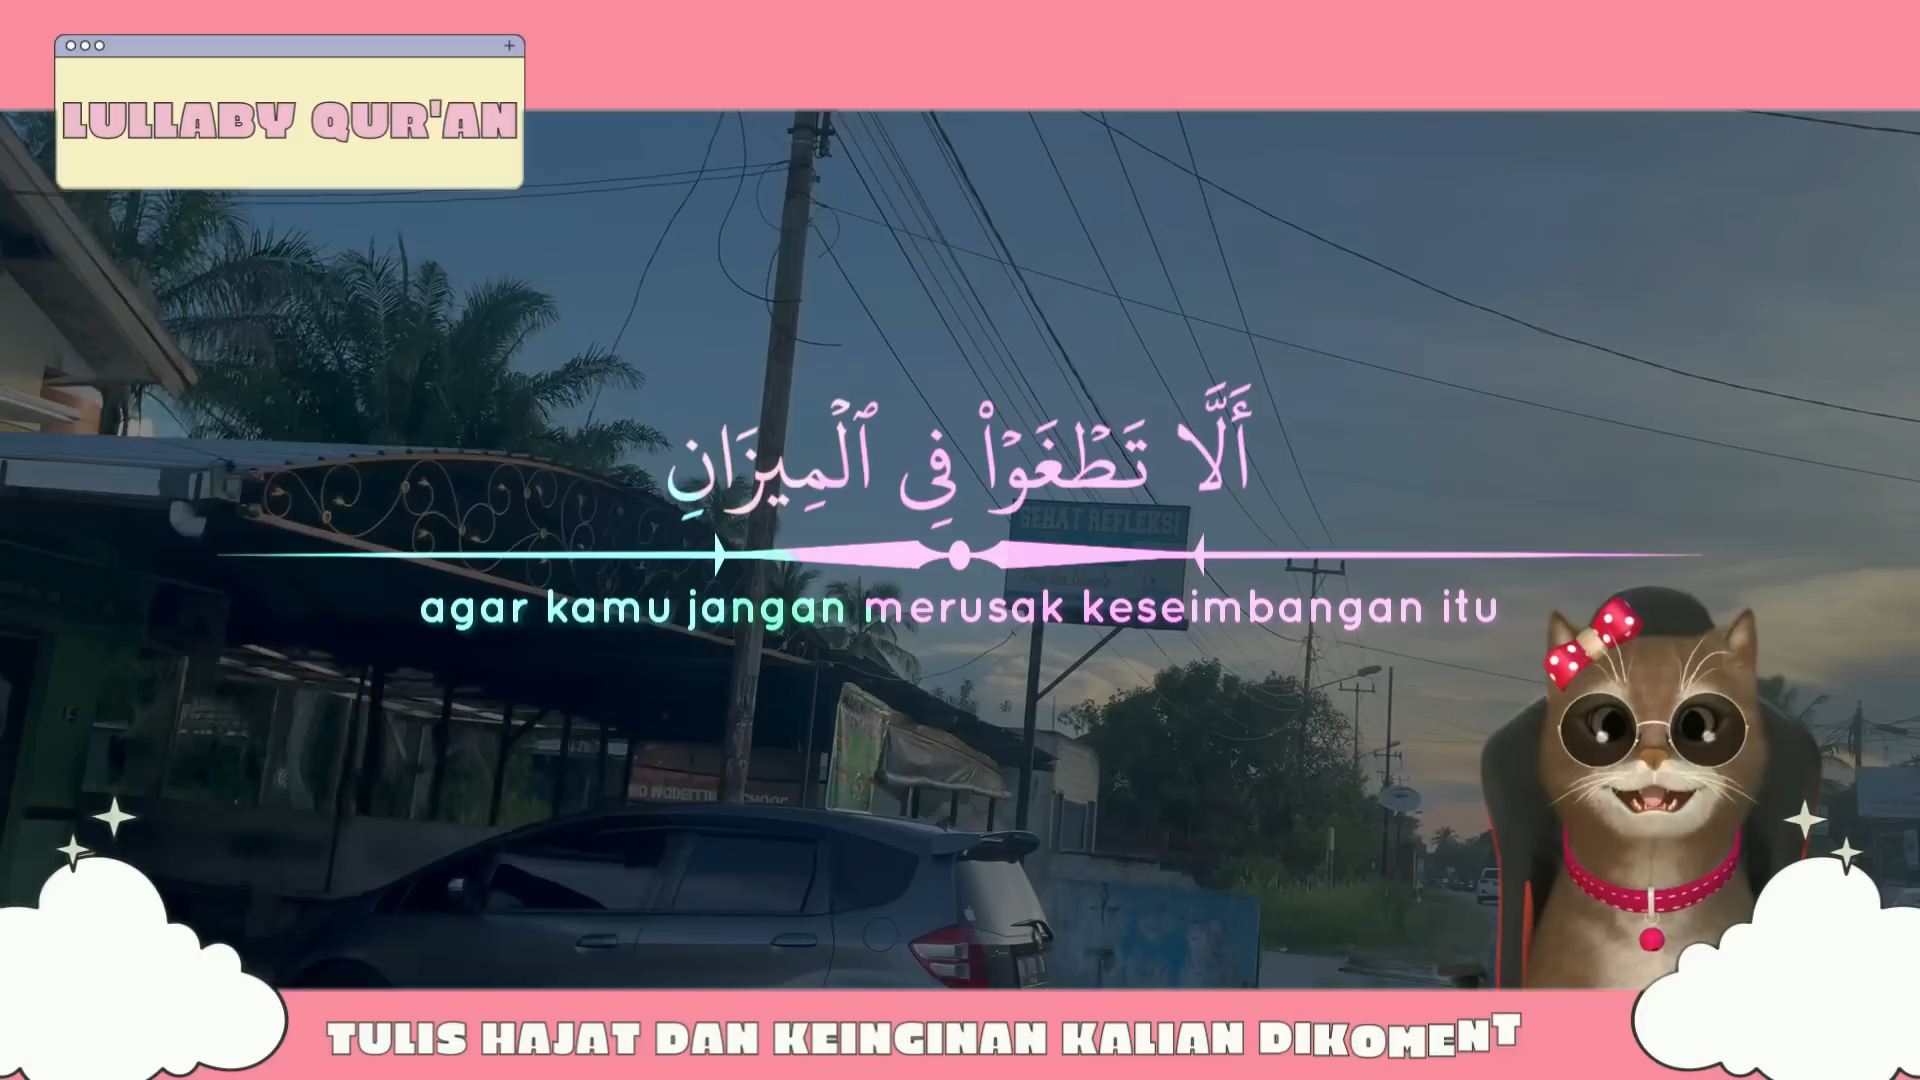 LULLABY QUR'AN
أَلَّا تَطْغَوْا۟ فِى ٱلْمِيزَانِ
SEHAT REFLEKSI
agar kamu jangan merusak keseimbangan itu
15
TULIS HAJAT DAN KEINGINAN KALIAN DIKOMENT